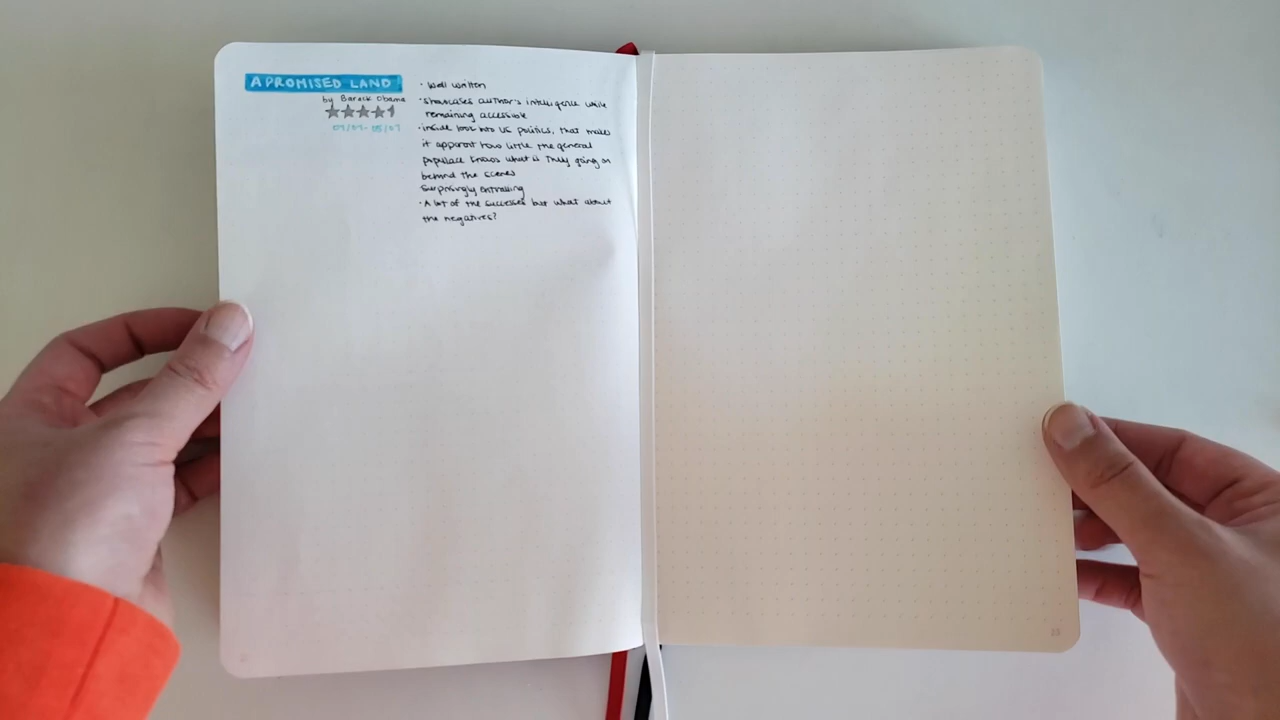 A PROMISED LAND
by Barack Obama
· Well written
· Showcases author's intelligence while
remaining accessible
· inside look into US politics, that makes
it apparent how little the general
populace knows what is truly going on
behind the scenes
Surprisingly enthralling
· A lot of the successes but what about
the negatives?